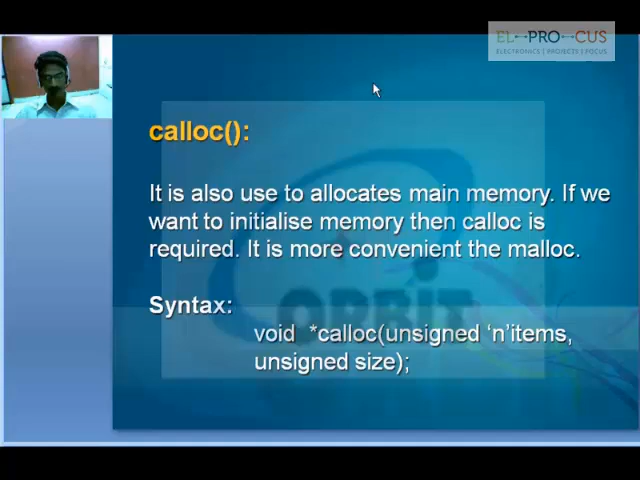 EL PRO CUS
ELECTRONICS | PROJECTS | FOCUS
calloc():
It is also use to allocates main memory. If we
want to initialise memory then calloc is
required. It is more convenient the malloc.
ORBIT
Syntax:
void *calloc(unsigned ‘n’items,
unsigned size);